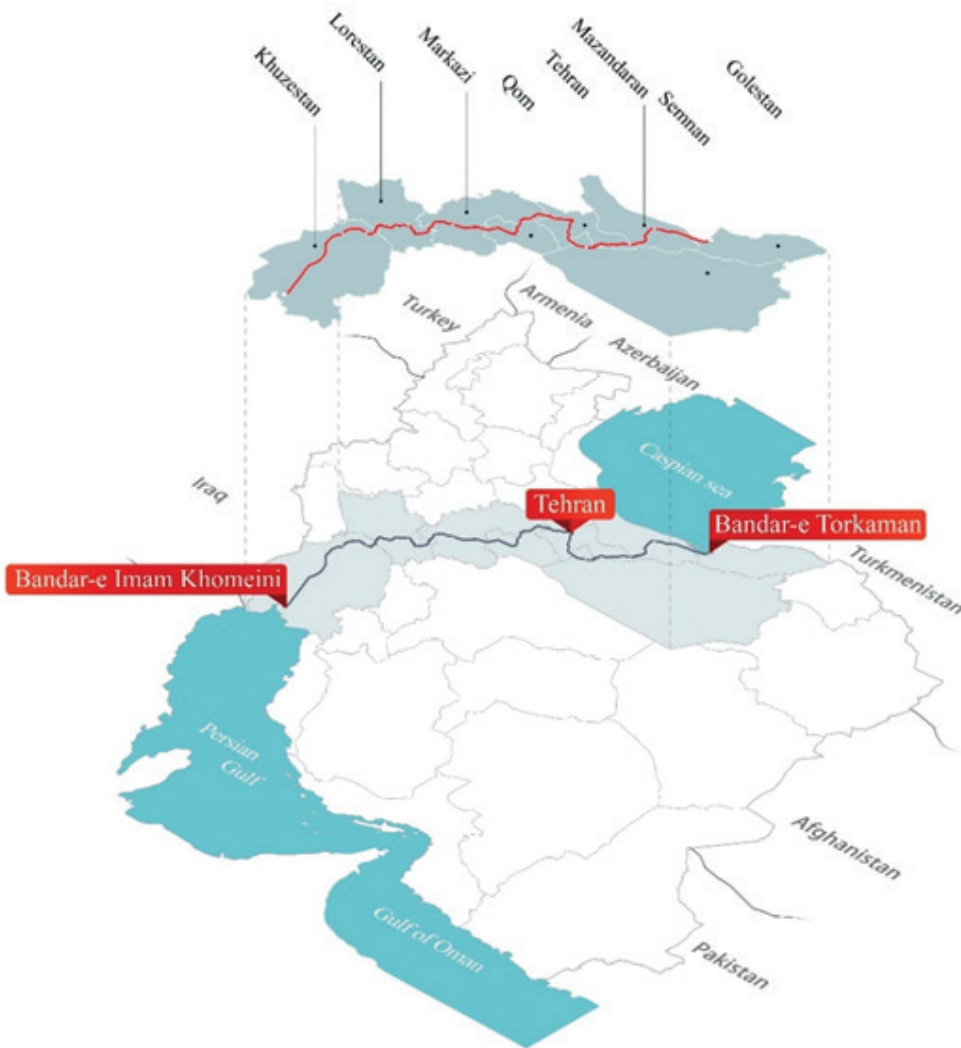 Khuzestan
Lorestan
Markazi
Qom
Tehran
Mazandaran
Semnan
Golestan
Turkey
Armenia
Azerbaijan
Caspian sea
Iraq
Tehran
Bandar-e Torkaman
Bandar-e Imam Khomeini
Turkmenistan
Persian
Gulf
Afghanistan
Gulf of Oman
Pakistan